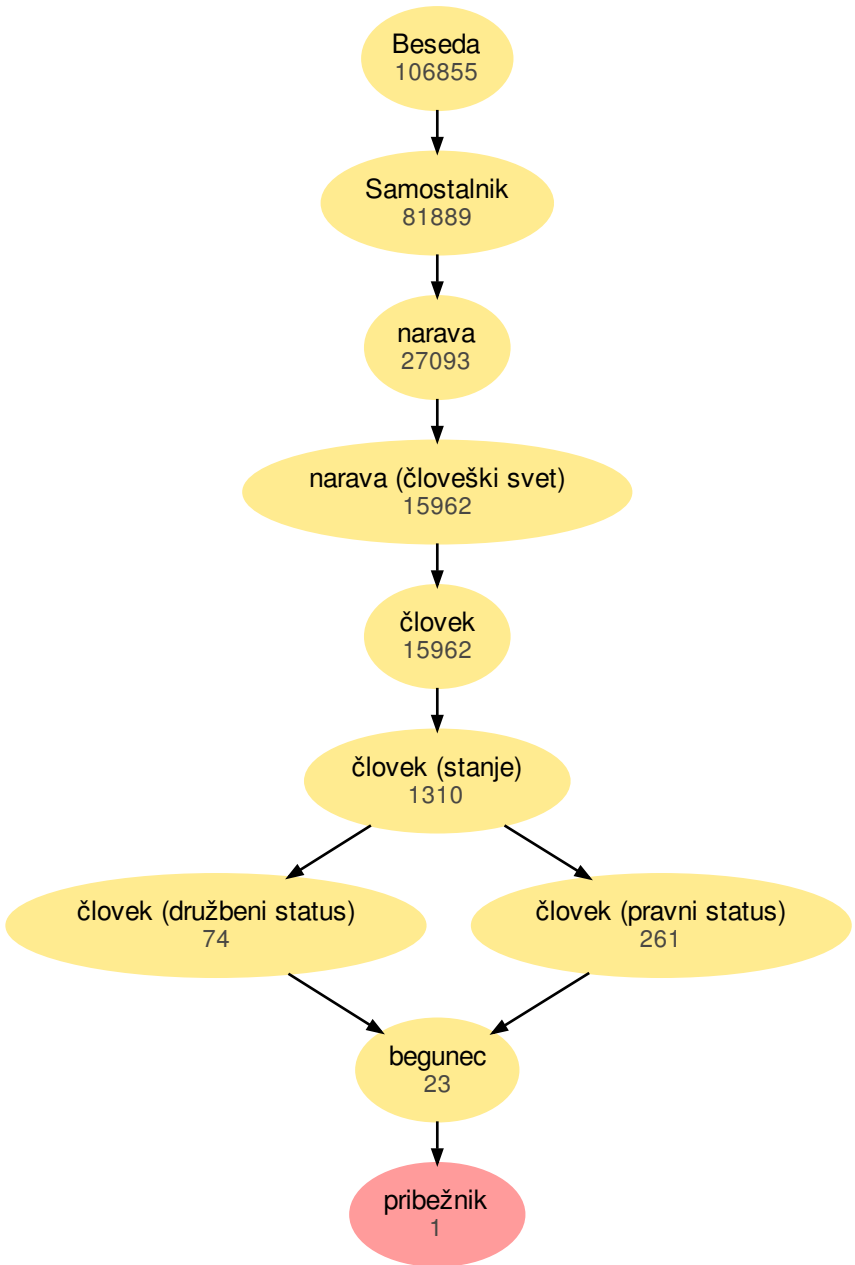 Beseda
106855
Samostalnik
81889
narava
27093
narava (človeški svet)
15962
človek
15962
človek (stanje)
1310
človek (družbeni status)
74
človek (pravni status)
261
begunec
23
pribežnik
1